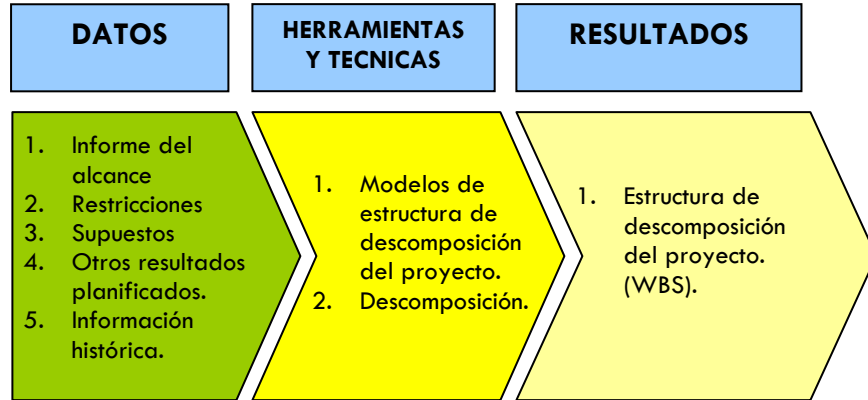 DATOS
HERRAMIENTAS
Y TECNICAS
RESULTADOS
1. Informe del
alcance
2. Restricciones
3. Supuestos
4. Otros resultados
planificados.
5. Información
histórica.
1. Modelos de
estructura de
descomposición
del proyecto.
2. Descomposición.
1. Estructura de
descomposición
del proyecto.
(WBS).